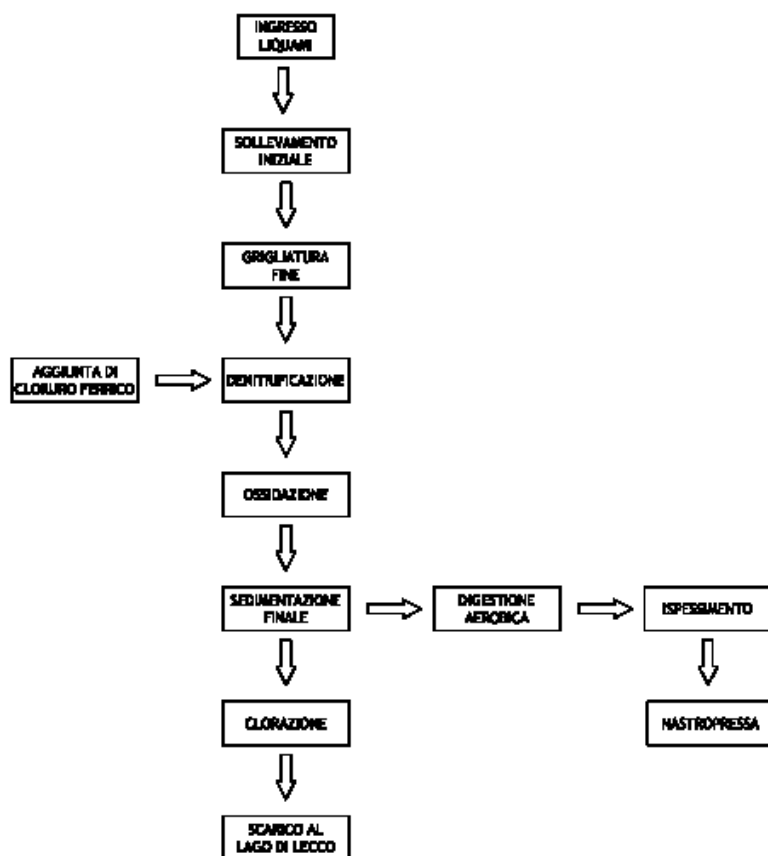 INGRESSO
LIQUAMI
SOLLEVAMENTO
INIZIALE
GRIGLIATURA
FINE
AGGIUNTA DI
CLORURO FERRICO
DENITRIFICAZIONE
OSSIDAZIONE
SEDIMENTAZIONE
FINALE
DIGESTIONE
AEROBICA
ISPESSIMENTO
CLORAZIONE
NASTROPRESSA
SCARICO AL
LAGO DI LECCO